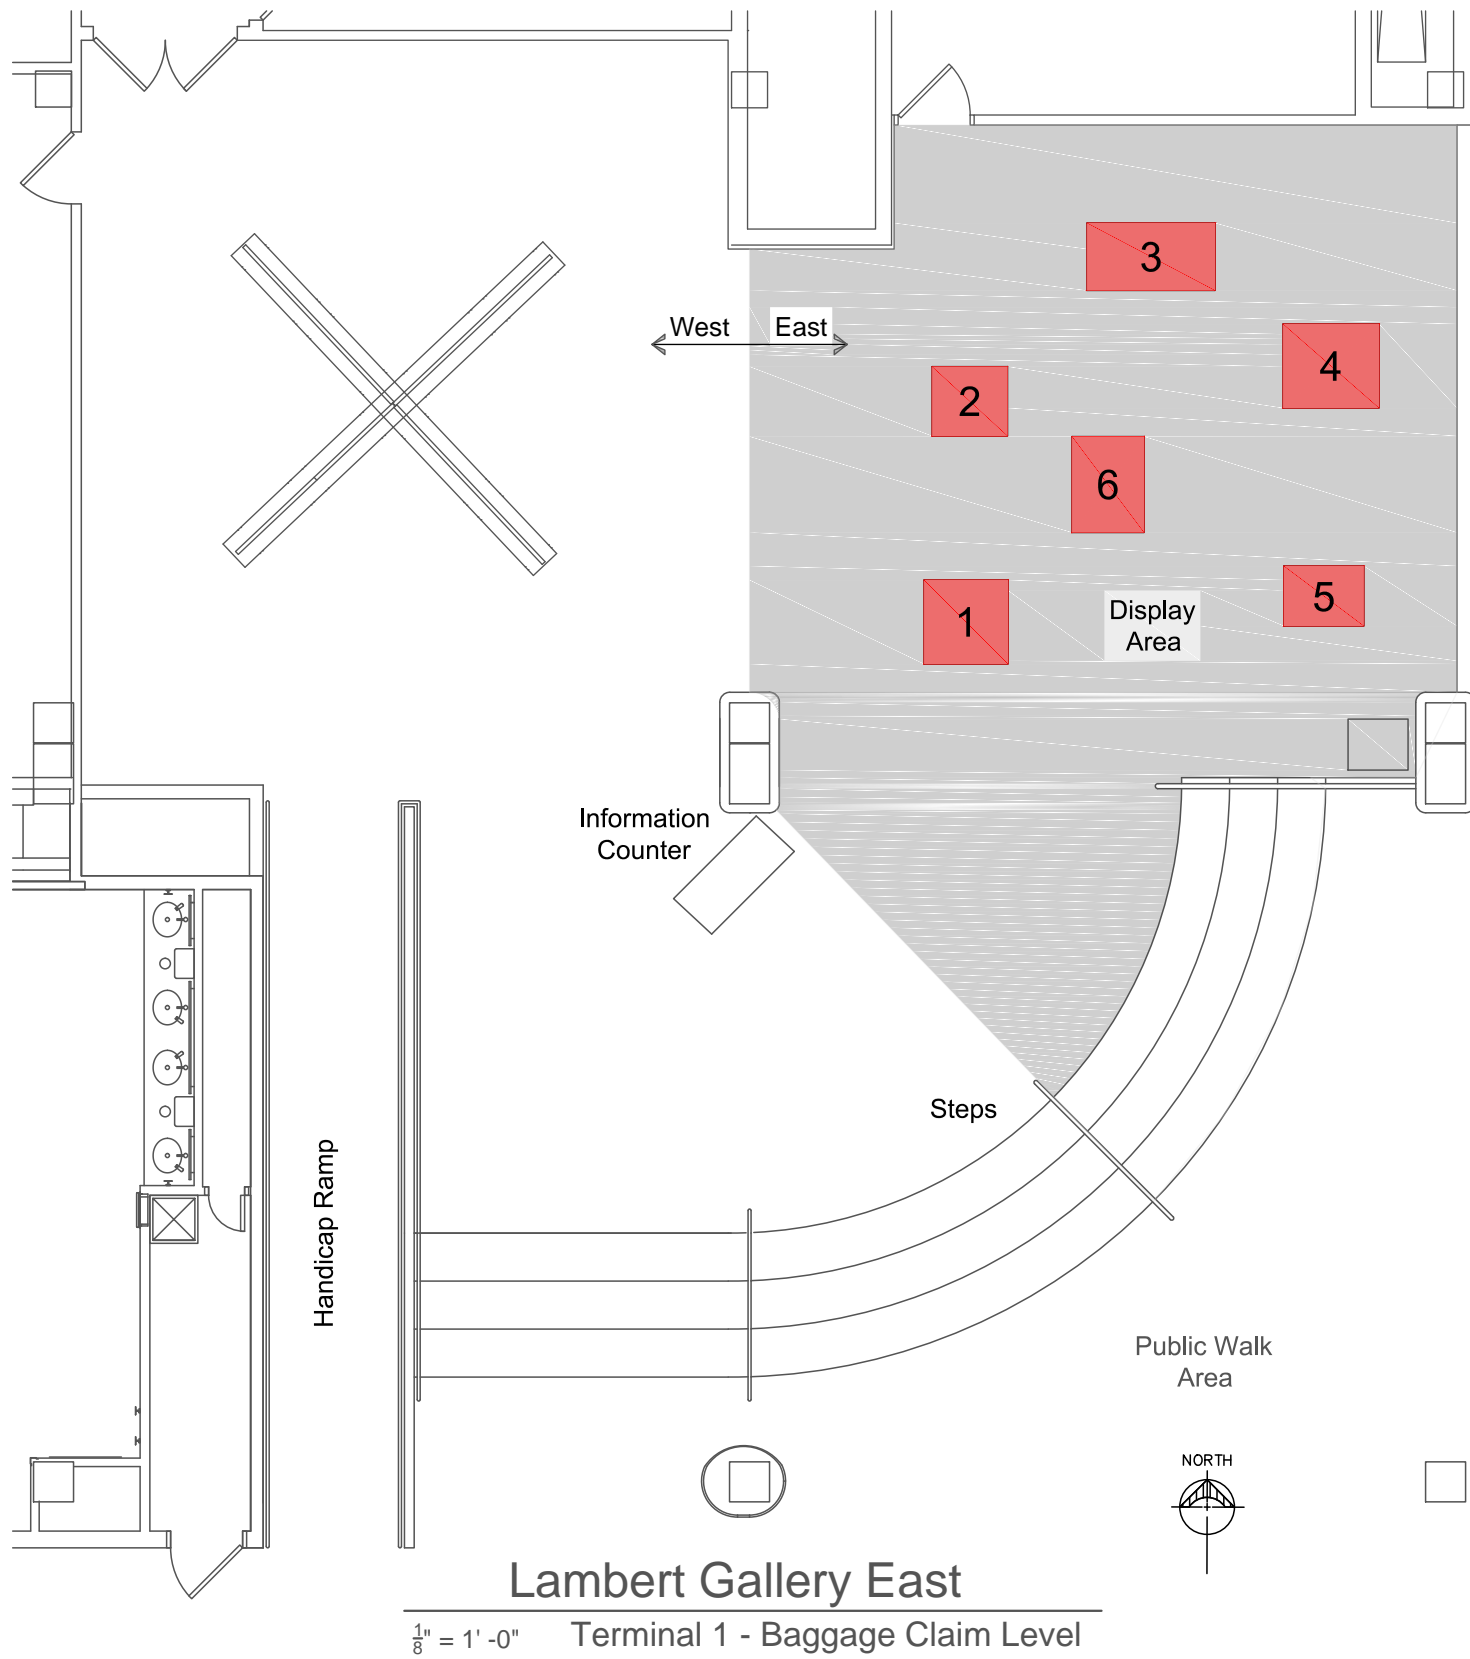 3
West East
4
2
6
5
1
Display
Area
Information
Counter
Steps
Handicap Ramp
Public Walk
Area
NORTH
Lambert Gallery East
1/8" = 1' -0" Terminal 1 - Baggage Claim Level